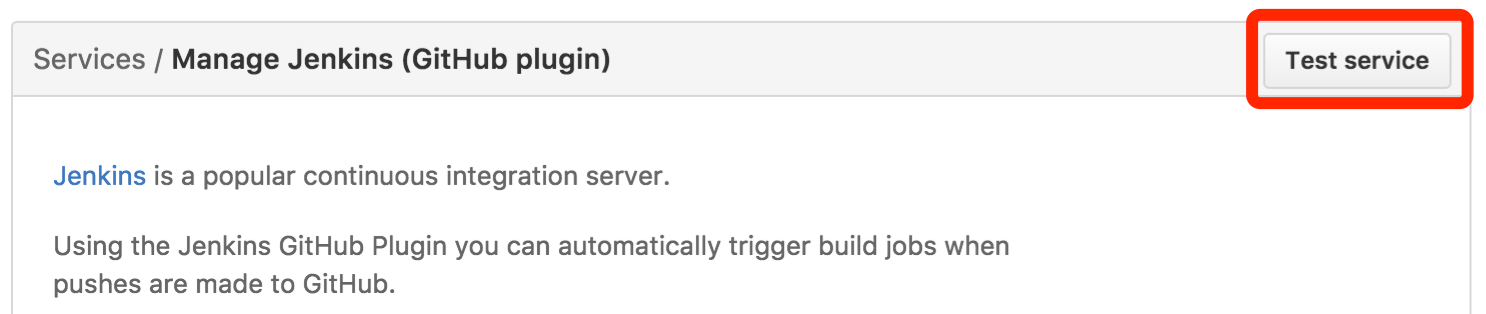 Services / Manage Jenkins (GitHub plugin)
Test service
Jenkins is a popular continuous integration server.
Using the Jenkins GitHub Plugin you can automatically trigger build jobs when
pushes are made to GitHub.